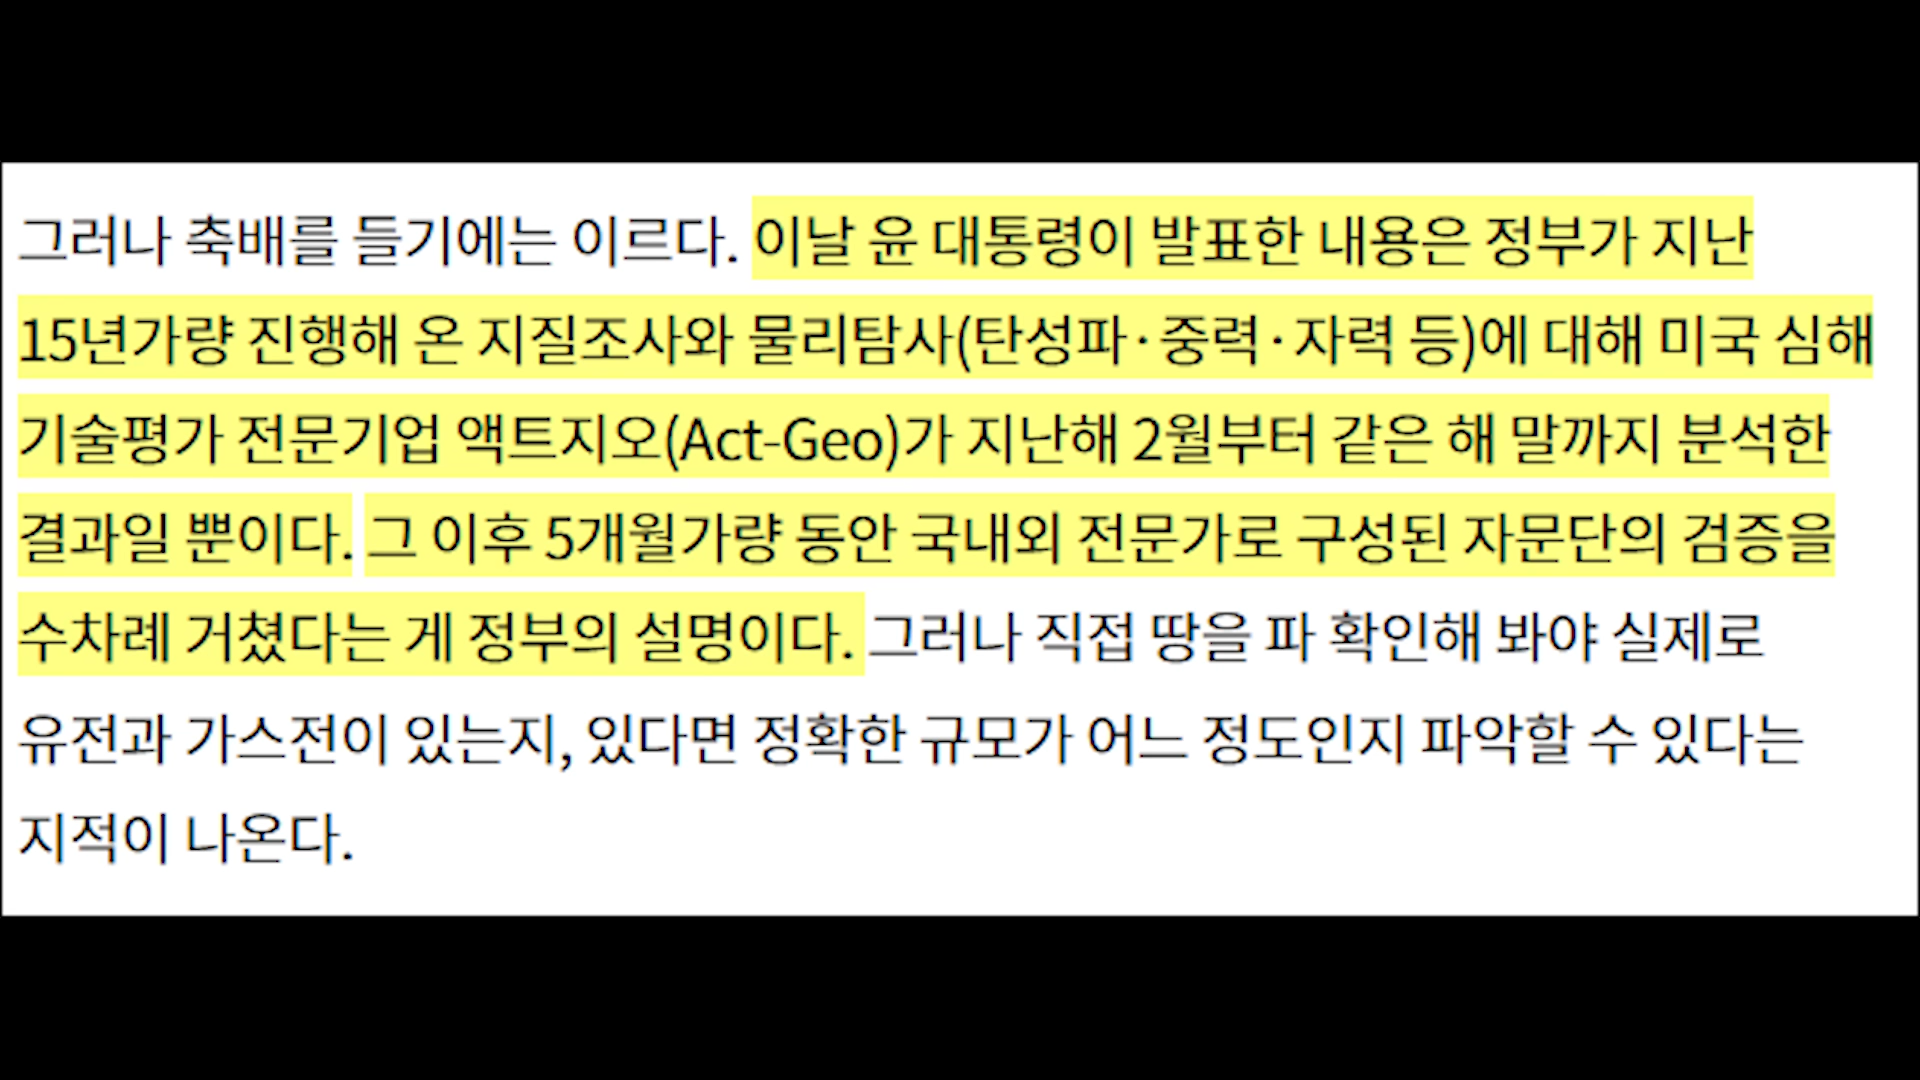 그러나 축배를 들기에는 이르다. 이날 윤 대통령이 발표한 내용은 정부가 지난
15년가량 진행해 온 지질조사와 물리탐사(탄성파·중력·자력 등)에 대해 미국 심해
기술평가 전문기업 액트지오(Act-Geo)가 지난해 2월부터 같은 해 말까지 분석한
결과일 뿐이다. 그 이후 5개월가량 동안 국내외 전문가로 구성된 자문단의 검증을
수차례 거쳤다는 게 정부의 설명이다. 그러나 직접 땅을 파 확인해 봐야 실제로
유전과 가스전이 있는지, 있다면 정확한 규모가 어느 정도인지 파악할 수 있다는
지적이 나온다.